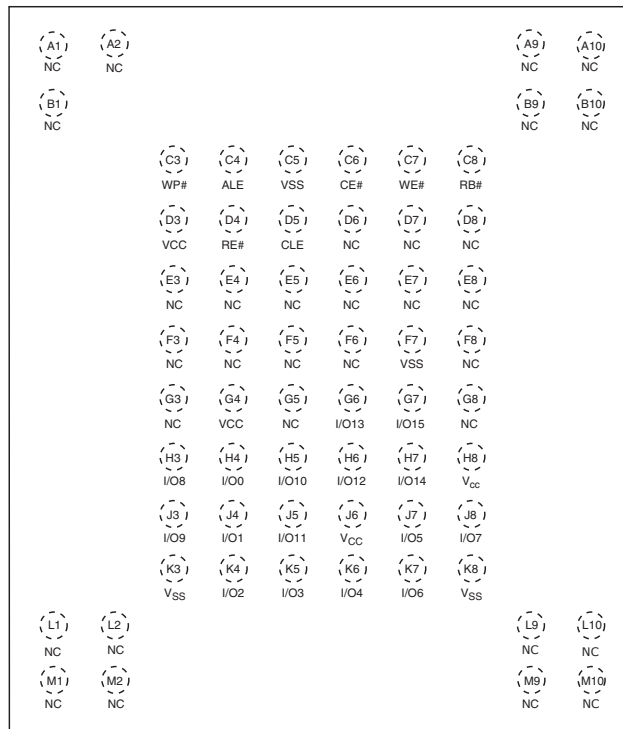 A1 A2 A9 A10
NC NC NC NC
B1 B9 B10
NC NC NC
C3 C4 C5 C6 C7 C8
WP# ALE VSS CE# WE# RB#
D3 D4 D5 D6 D7 D8
VCC RE# CLE NC NC NC
E3 E4 E5 E6 E7 E8
NC NC NC NC NC NC
F3 F4 F5 F6 F7 F8
NC NC NC NC VSS NC
G3 G4 G5 G6 G7 G8
NC VCC NC I/O13 I/O15 NC
H3 H4 H5 H6 H7 H8
I/O8 I/O0 I/O10 I/O12 I/O14 Vcc
J3 J4 J5 J6 J7 J8
I/O9 I/O1 I/O11 VCC I/O5 I/O7
K3 K4 K5 K6 K7 K8
VSS I/O2 I/O3 I/O4 I/O6 VSS
L1 L2 L9 L10
NC NC NC NC
M1 M2 M9 M10
NC NC NC NC